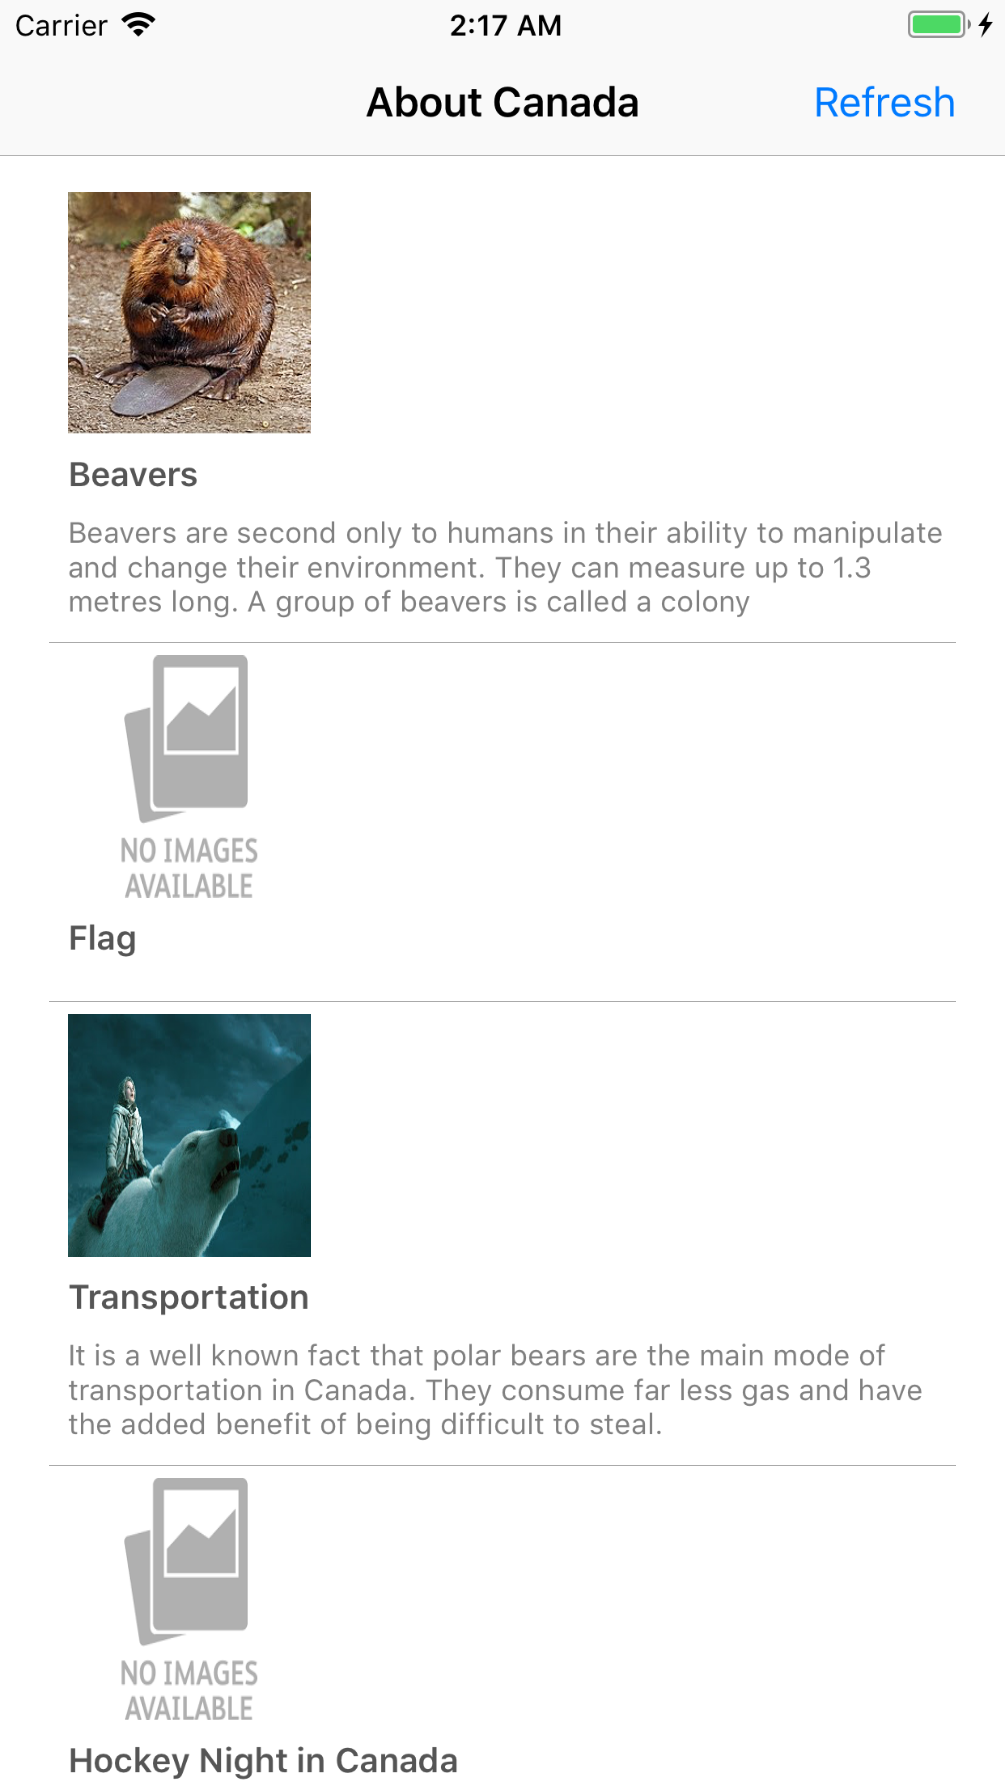 Carrier
2:17 AM
About Canada
Refresh
Beavers
Beavers are second only to humans in their ability to manipulate
and change their environment. They can measure up to 1.3
metres long. A group of beavers is called a colony
NO IMAGES
AVAILABLE
Flag
Transportation
It is a well known fact that polar bears are the main mode of
transportation in Canada. They consume far less gas and have
the added benefit of being difficult to steal.
NO IMAGES
AVAILABLE
Hockey Night in Canada